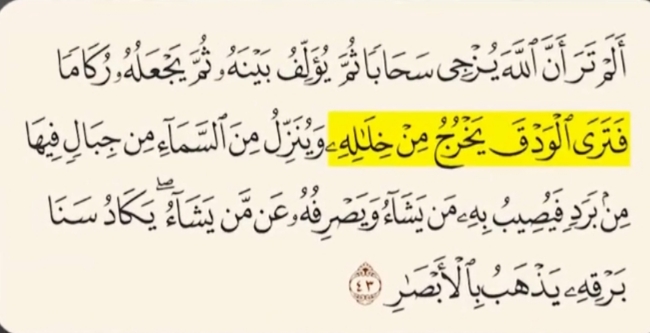 أَلَمْ تَرَ أَنَّ ٱللَّهَ يُزْجِى سَحَابًا ثُمَّ يُؤَلِّفُ بَيْنَهُۥ ثُمَّ يَجْعَلُهُۥ رُكَامًا
فَتَرَى ٱلْوَدْقَ يَخْرُجُ مِنْ خِلَـٰلِهِۦ وَيُنَزِّلُ مِنَ ٱلسَّمَآءِ مِن جِبَالٍ فِيهَا
مِنۢ بَرَدٍ فَيُصِيبُ بِهِۦ مَن يَشَآءُ وَيَصْرِفُهُۥ عَن مَّن يَشَآءُ ۖ يَكَادُ سَنَا
بَرْقِهِۦ يَذْهَبُ بِٱلْأَبْصَـٰرِ ٤٣